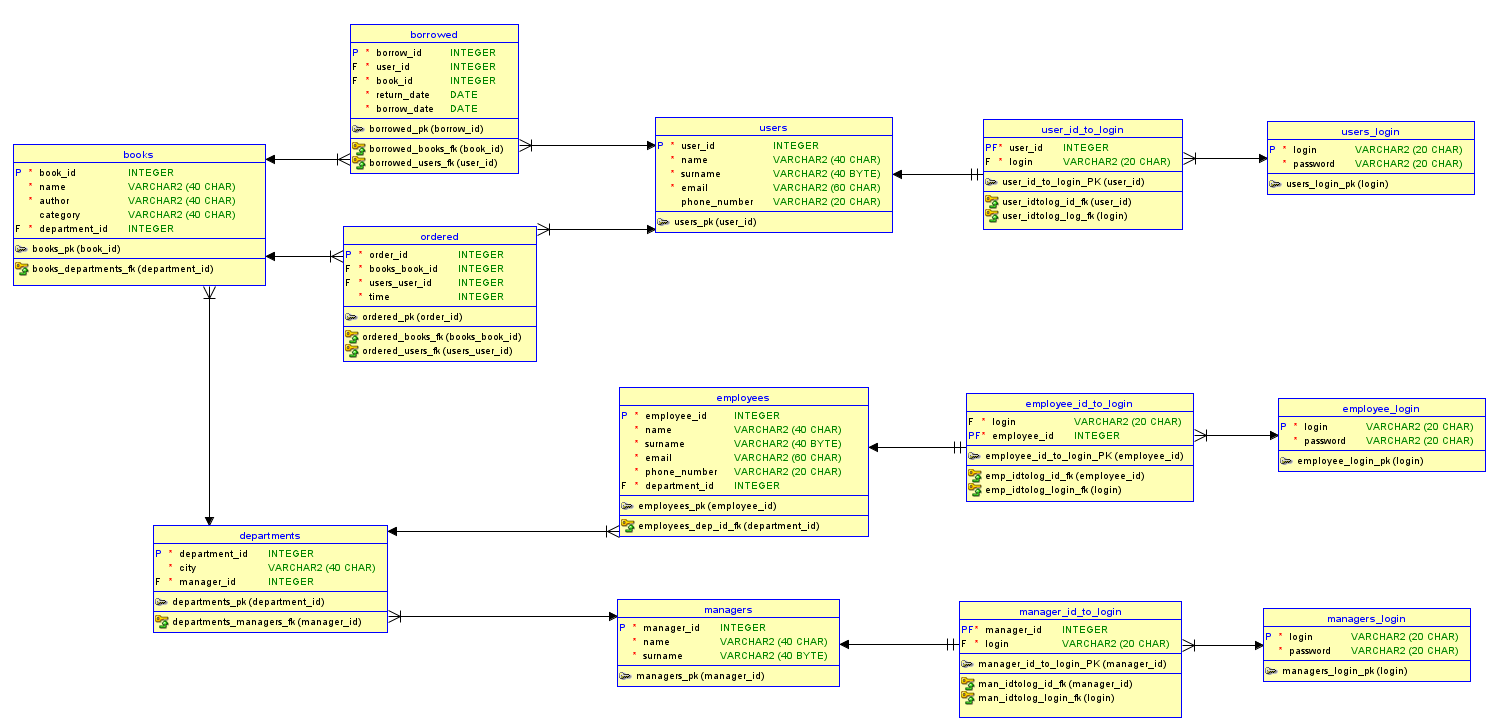 borrowed
P * borrow_id INTEGER
F * user_id INTEGER
F * book_id INTEGER
* return_date DATE
* borrow_date DATE
borrowed_pk (borrow_id)
borrowed_books_fk (book_id)
borrowed_users_fk (user_id)
books
P * book_id INTEGER
* name VARCHAR2 (40 CHAR)
* author VARCHAR2 (40 CHAR)
category VARCHAR2 (40 CHAR)
F * department_id INTEGER
books_pk (book_id)
books_departments_fk (department_id)
ordered
P * order_id INTEGER
F * books_book_id INTEGER
F * users_user_id INTEGER
* time INTEGER
ordered_pk (order_id)
ordered_books_fk (books_book_id)
ordered_users_fk (users_user_id)
users
P * user_id INTEGER
* name VARCHAR2 (40 CHAR)
* surname VARCHAR2 (40 BYTE)
* email VARCHAR2 (60 CHAR)
phone_number VARCHAR2 (20 CHAR)
users_pk (user_id)
user_id_to_login
PF* user_id INTEGER
F * login VARCHAR2 (20 CHAR)
user_id_to_login_PK (user_id)
user_idtolog_id_fk (user_id)
user_idtolog_log_fk (login)
users_login
P * login VARCHAR2 (20 CHAR)
* password VARCHAR2 (20 CHAR)
users_login_pk (login)
employees
P * employee_id INTEGER
* name VARCHAR2 (40 CHAR)
* surname VARCHAR2 (40 BYTE)
* email VARCHAR2 (60 CHAR)
* phone_number VARCHAR2 (20 CHAR)
F * department_id INTEGER
employees_pk (employee_id)
employees_dep_id_fk (department_id)
employee_id_to_login
F * login VARCHAR2 (20 CHAR)
PF* employee_id INTEGER
employee_id_to_login_PK (employee_id)
emp_idtolog_id_fk (employee_id)
emp_idtolog_login_fk (login)
employee_login
P * login VARCHAR2 (20 CHAR)
* password VARCHAR2 (20 CHAR)
employee_login_pk (login)
departments
P * department_id INTEGER
* city VARCHAR2 (40 CHAR)
F * manager_id INTEGER
departments_pk (department_id)
departments_managers_fk (manager_id)
managers
P * manager_id INTEGER
* name VARCHAR2 (40 CHAR)
* surname VARCHAR2 (40 BYTE)
managers_pk (manager_id)
manager_id_to_login
PF* manager_id INTEGER
F * login VARCHAR2 (20 CHAR)
manager_id_to_login_PK (manager_id)
man_idtolog_id_fk (manager_id)
man_idtolog_login_fk (login)
managers_login
P * login VARCHAR2 (20 CHAR)
* password VARCHAR2 (20 CHAR)
managers_login_pk (login)